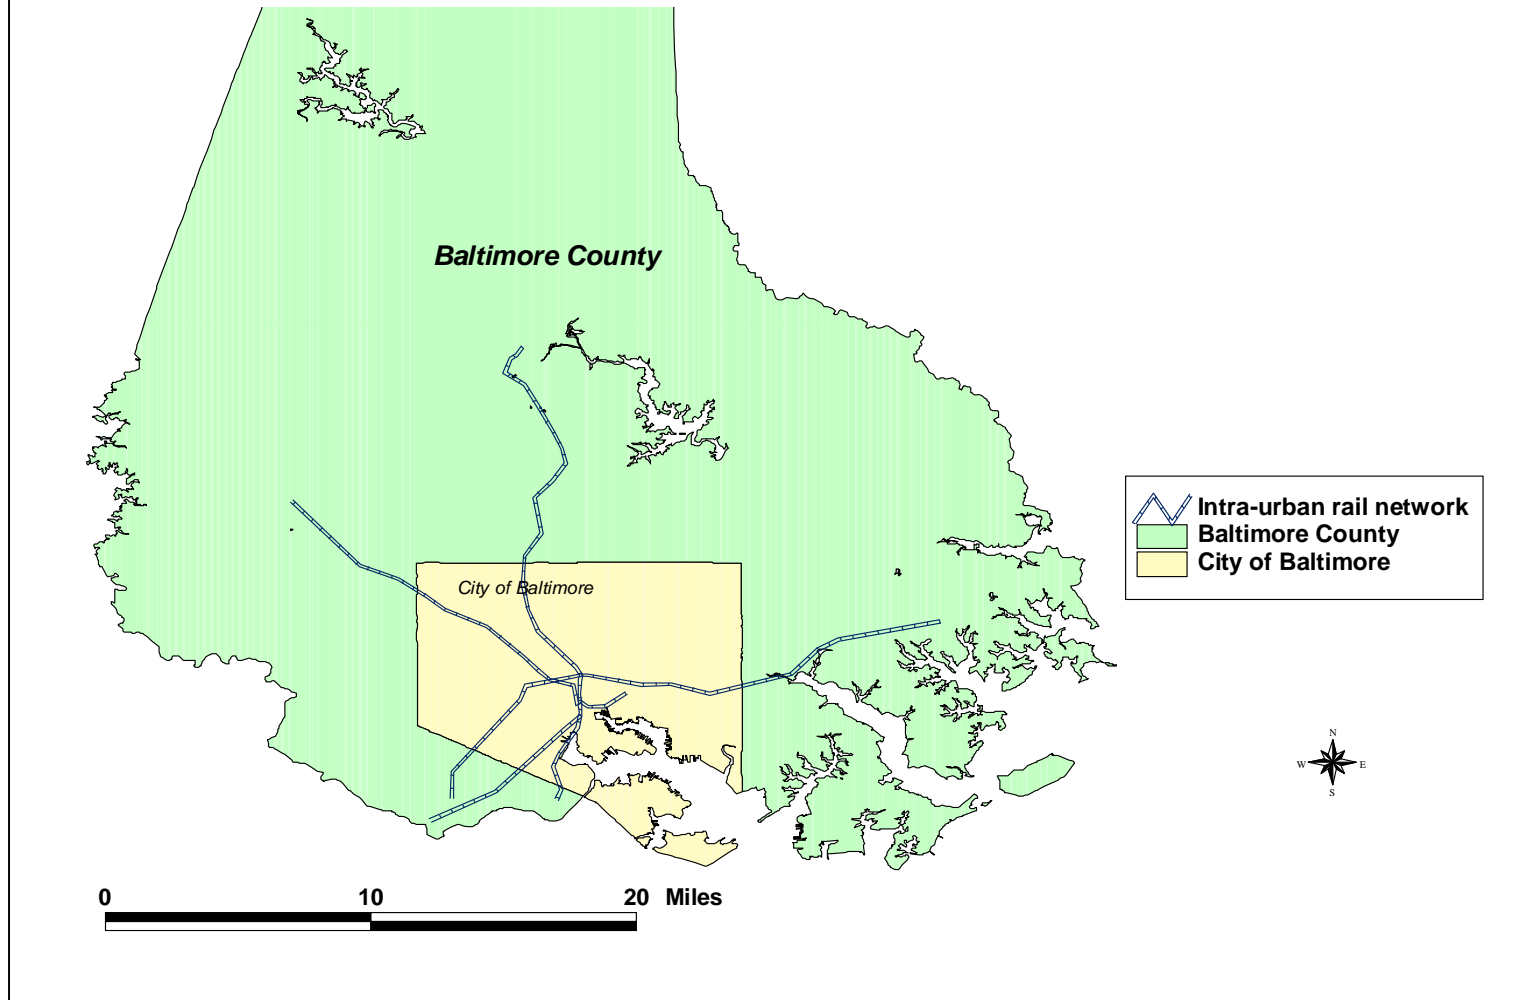 Baltimore County
Intra-urban rail network
Baltimore County
City of Baltimore
City of Baltimore
N
W E
S
0 10 20 Miles